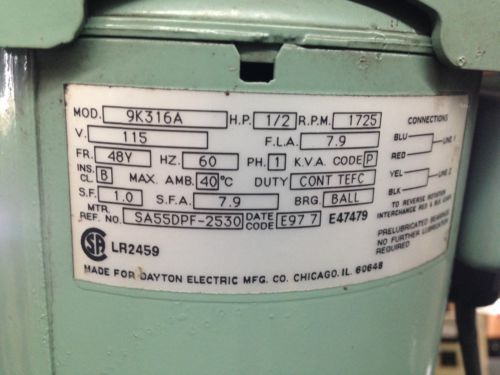 MOD. 9K316A H.P. 1/2 R.P.M. 1725
V. 115 F.L.A. 7.9
FR. 48Y HZ. 60 PH. 1 K.V.A. CODE P
INS. CL. B MAX. AMB. 40 °C DUTY CONT TEFC
S.F. 1.0 S.F.A. 7.9 BRG. BALL
MTR. REF. NO. SA55DPF-2530 DATE CODE E97 7 E47479
SA LR2459
MADE FOR DAYTON ELECTRIC MFG. CO. CHICAGO, IL. 60648
CONNECTIONS
BLU
RED
LINE 1
YEL
BLK
LINE 2
TO REVERSE ROTATION
INTERCHANGE RED & BLK
PRELUBRICATED BEARINGS
NO FURTHER LUBRICATION
REQUIRED